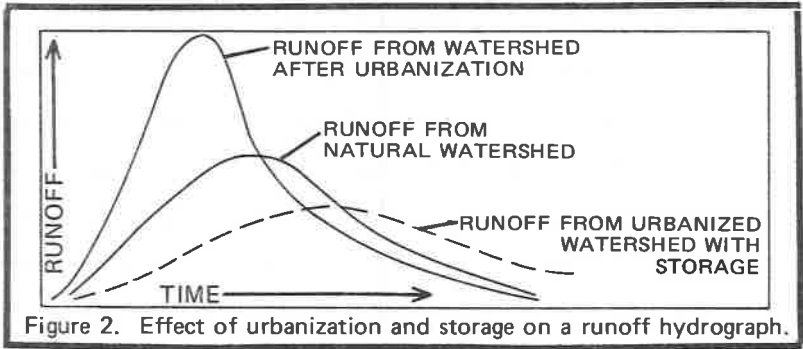 RUNOFF FROM WATERSHED
AFTER URBANIZATION
RUNOFF FROM
NATURAL WATERSHED
RUNOFF FROM URBANIZED
WATERSHED WITH
STORAGE
RUNOFF
TIME
Figure 2. Effect of urbanization and storage on a runoff hydrograph.